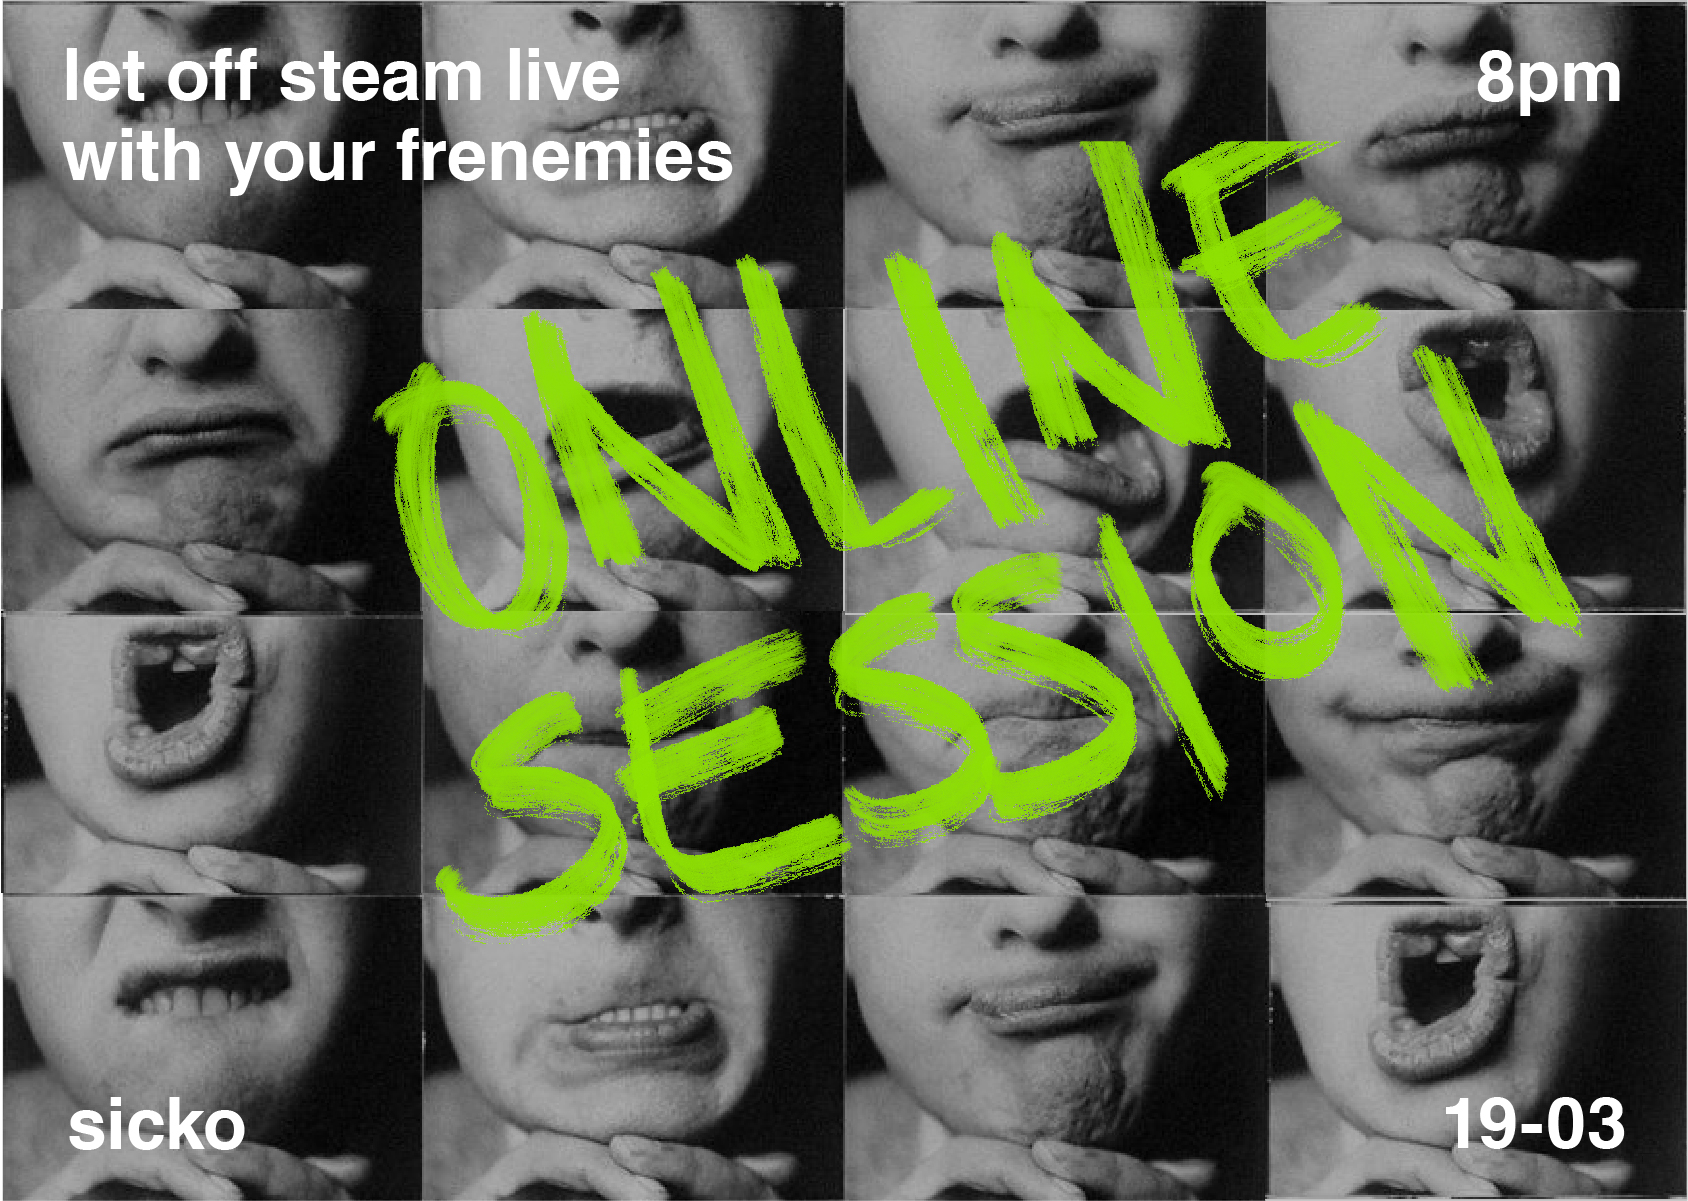 let off steam live
with your frenemies
8pm
ONLINE
SESSION
sicko
19-03